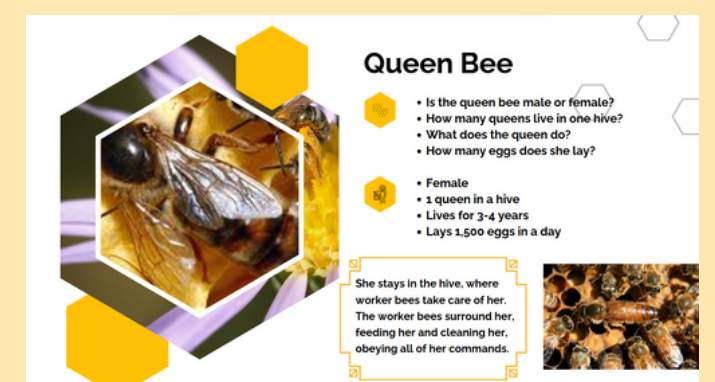 Queen Bee
• Is the queen bee male or female?
• How many queens live in one hive?
• What does the queen do?
• How many eggs does she lay?
• Female
• 1 queen in a hive
• Lives for 3-4 years
• Lays 1,500 eggs in a day
She stays in the hive, where
worker bees take care of her.
The worker bees surround her,
feeding her and cleaning her,
obeying all of her commands.